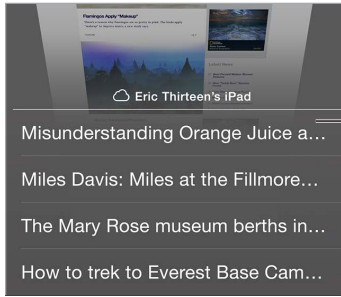 Flamingos Apply "Makeup"
Eric Thirteen's iPad
Misunderstanding Orange Juice a...
Miles Davis: Miles at the Fillmore...
The Mary Rose museum berths in...
How to trek to Everest Base Cam...